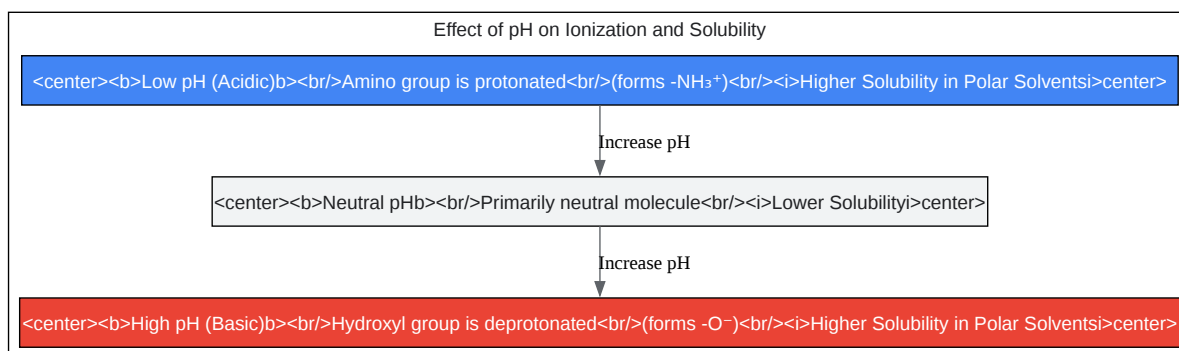 Effect of pH on Ionization and Solubility
<center><b>Low pH (Acidic)b><br/>Amino group is protonated<br/>(forms -NH₃⁺)<br/><i>Higher Solubility in Polar Solventsi>center>
Increase pH
<center><b>Neutral pHb><br/>Primarily neutral molecule<br/><i>Lower Solubilityi>center>
Increase pH
<center><b>High pH (Basic)b><br/>Hydroxyl group is deprotonated<br/>(forms -O⁻)<br/><i>Higher Solubility in Polar Solventsi>center>